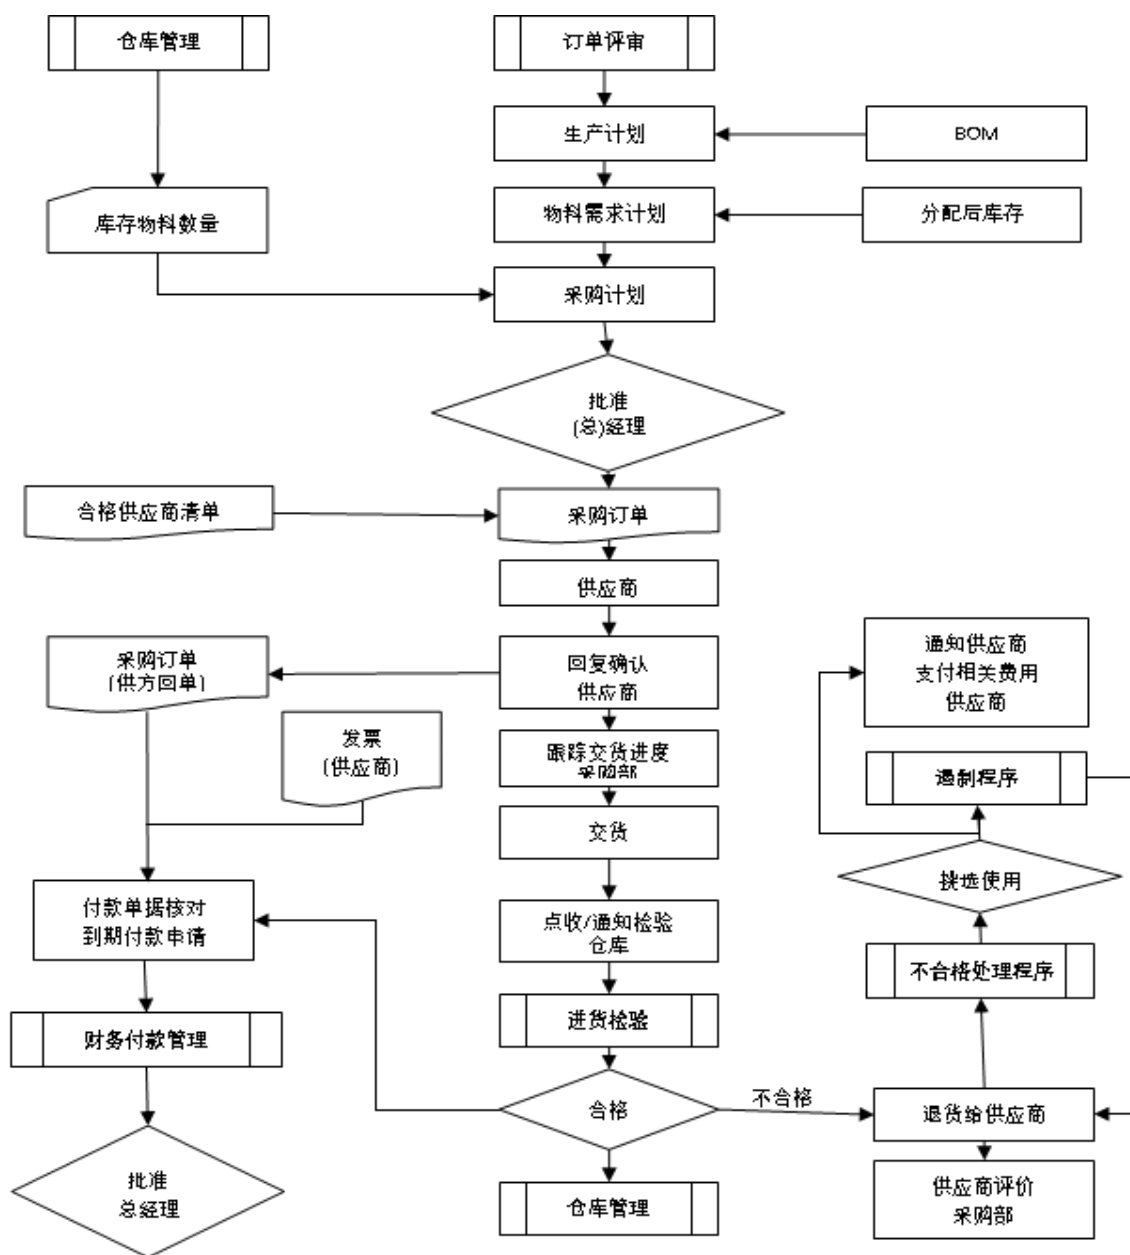 仓库管理
订单评审
生产计划
BOM
库存物料数量
物料需求计划
分配后库存
采购计划
批准
(总)经理
合格供应商清单
采购订单
供应商
采购订单
(供方回单)
回复确认
供应商
通知供应商
支付相关费用
供应商
发票
(供应商)
跟踪交货进度
采购部
遏制程序
交货
挑选使用
付款单据核对
到期付款申请
点收/通知检验
仓库
不合格处理程序
进货检验
财务付款管理
合格
不合格
退货给供应商
批准
总经理
仓库管理
供应商评价
采购部